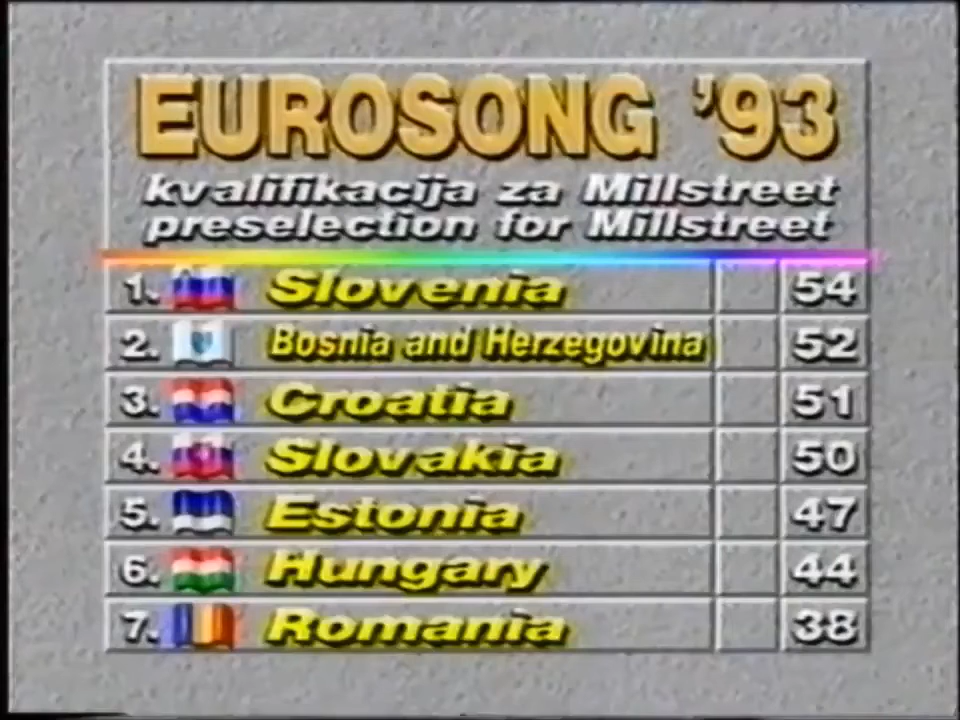 EUROSONG '93
kvalifikacija za Millstreet
preselection for Millstreet
1. Slovenia 54
2. Bosnia and Herzegovina 52
3. Croatia 51
4. Slovakia 50
5. Estonia 47
6. Hungary 44
7. Romania 38